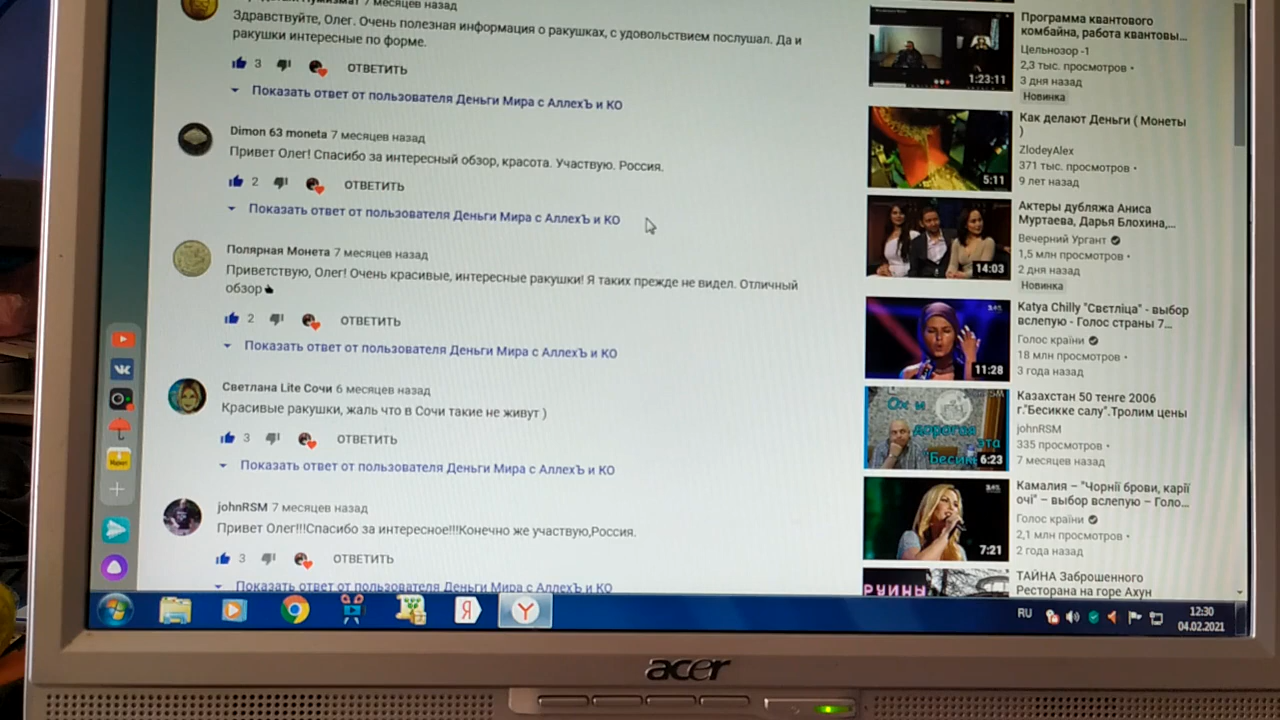 7 месяцев назад
Здравствуйте, Олег. Очень полезная информация о ракушках, с удовольствием послушал. Да и
ракушки интересные по форме.
3 ОТВЕТИТЬ
Показать ответ от пользователя Деньги Мира с АллехЪ и КО
Dimon 63 moneta 7 месяцев назад
Привет Олег! Спасибо за интересный обзор, красота. Участвую. Россия.
2 ОТВЕТИТЬ
Показать ответ от пользователя Деньги Мира с АллехЪ и КО
Полярная Монета 7 месяцев назад
Приветствую, Олег! Очень красивые, интересные ракушки! Я таких прежде не видел. Отличный
обзор
2 ОТВЕТИТЬ
Показать ответ от пользователя Деньги Мира с АллехЪ и КО
Светлана Lite Сочи 6 месяцев назад
Красивые ракушки, жаль что в Сочи такие не живут )
3 ОТВЕТИТЬ
Показать ответ от пользователя Деньги Мира с АллехЪ и КО
johnRSM 7 месяцев назад
Привет Олег!!!Спасибо за интересное!!!Конечно же участвую,Россия.
3 ОТВЕТИТЬ
Показать ответ от пользователя Деньги Мира с АллехЪ и КО
Программа квантового
комбайна, работа квантовы...
Цельнозор -1
2,3 тыс. просмотров •
3 дня назад
Новинка
1:23:11
Как делают Деньги ( Монеты
)
ZlodeyAlex
371 тыс. просмотров •
9 лет назад
5:11
Актеры дубляжа Аниса
Муртаева, Дарья Блохина,...
Вечерний Ургант
1,5 млн просмотров •
2 дня назад
Новинка
14:03
Katya Chilly "Свєтліца" - выбор
вслепую - Голос страны 7...
Голос країни
18 млн просмотров •
3 года назад
11:28
Казахстан 50 тенге 2006
г."Бесикке салу".Тролим цены
johnRSM
335 просмотров •
7 месяцев назад
Ох и
дорогая
эта
Бесик
6:23
Камалия – "Чорнії брови, карії
очі" – выбор вслепую – Голо...
Голос країни
2,1 млн просмотров •
2 года назад
7:21
ТАЙНА Заброшенного
Ресторана на горе Ахун
РУИНЫ
Маркет
Я
Y
RU
12:30
04.02.2021
acer